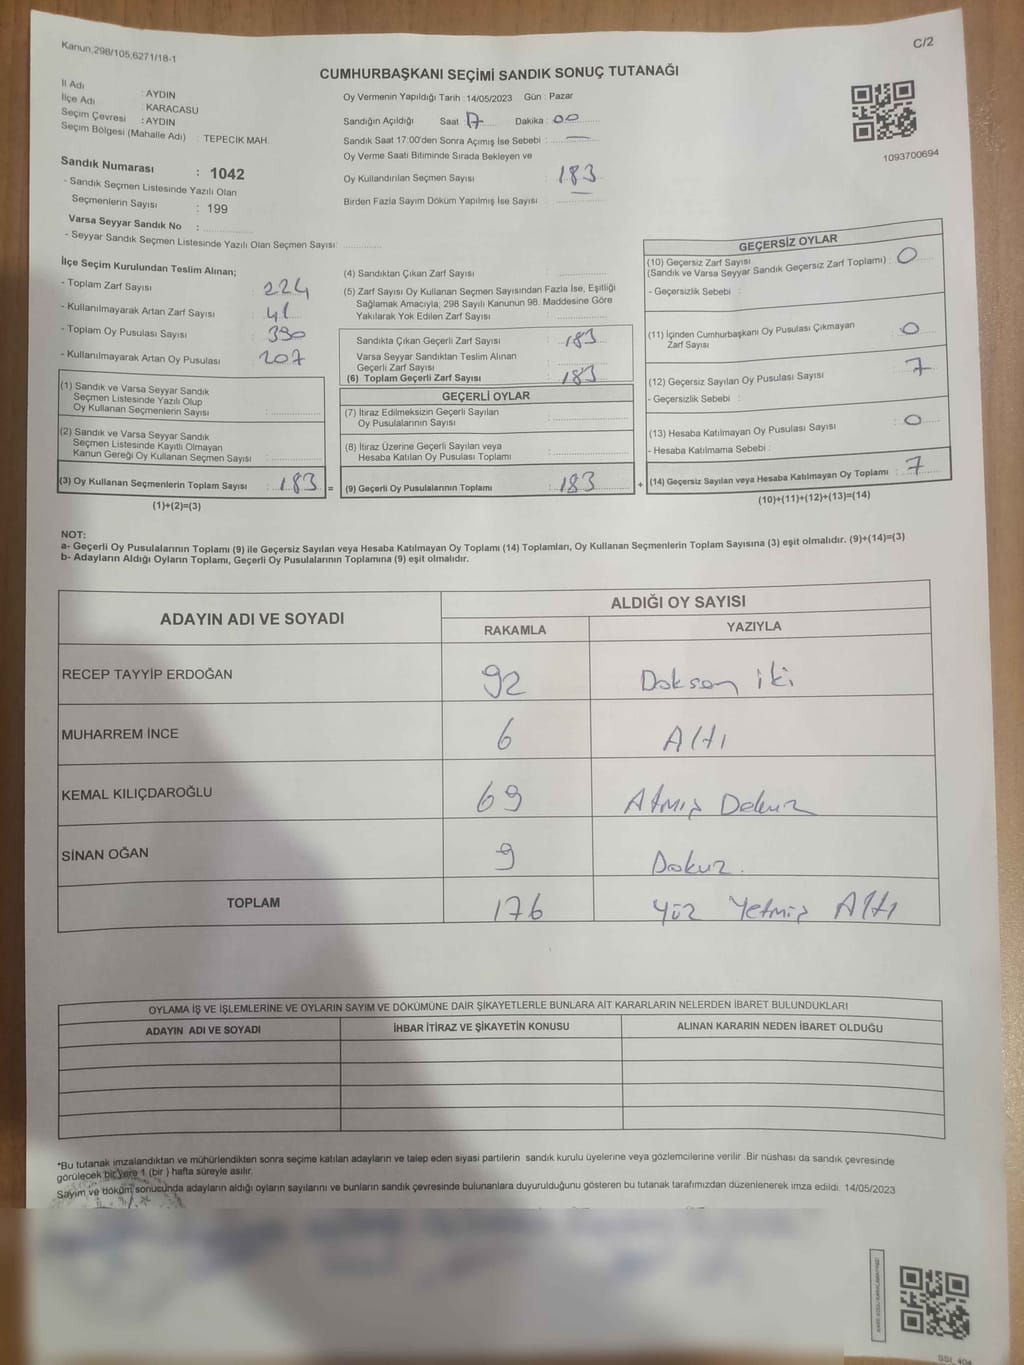 Kanun,298/105,6271/18-1
C/2
CUMHURBAŞKANI SEÇİMİ SANDIK SONUÇ TUTANAĞI
İl Adı : AYDIN
İlçe Adı : KARACASU
Seçim Çevresi : AYDIN
Seçim Bölgesi (Mahalle Adı) : TEPECİK MAH.
Oy Vermenin Yapıldığı Tarih : 14/05/2023 Gün : Pazar
Sandığın Açıldığı Saat : 17 Dakika : 00
Sandık Saat 17:00'den Sonra Açımış İse Sebebi : —
Oy Verme Saati Bitiminde Sırada Bekleyen ve
Oy Kullandırılan Seçmen Sayısı : 183
Birden Fazla Sayım Döküm Yapılmış İse Sayısı :
1093700694
Sandık Numarası : 1042
- Sandık Seçmen Listesinde Yazılı Olan
Seçmenlerin Sayısı : 199
Varsa Seyyar Sandık No :
- Seyyar Sandık Seçmen Listesinde Yazılı Olan Seçmen Sayısı:
İlçe Seçim Kurulundan Teslim Alınan;
- Toplam Zarf Sayısı : 224
- Kullanılmayarak Artan Zarf Sayısı : 41
- Toplam Oy Pusulası Sayısı : 390
- Kullanılmayarak Artan Oy Pusulası : 207
(1) Sandık ve Varsa Seyyar Sandık
Seçmen Listesinde Yazılı Olup
Oy Kullanan Seçmenlerin Sayısı :
(2) Sandık ve Varsa Seyyar Sandık
Seçmen Listesinde Kayıtlı Olmayan
Kanun Gereği Oy Kullanan Seçmen Sayısı :
(3) Oy Kullanan Seçmenlerin Toplam Sayısı : 183 =
(1)+(2)=(3)
(4) Sandıktan Çıkan Zarf Sayısı :
(5) Zarf Sayısı Oy Kullanan Seçmen Sayısından Fazla İse, Eşitliği
Sağlamak Amacıyla, 298 Sayılı Kanunun 98. Maddesine Göre
Yakılarak Yok Edilen Zarf Sayısı :
Sandıkta Çıkan Geçerli Zarf Sayısı : 183
Varsa Seyyar Sandıktan Teslim Alınan
Geçerli Zarf Sayısı :
(6) Toplam Geçerli Zarf Sayısı : 183
GEÇERLİ OYLAR
(7) İtiraz Edilmeksizin Geçerli Sayılan
Oy Pusulalarının Sayısı :
(8) İtiraz Üzerine Geçerli Sayılan veya
Hesaba Katılan Oy Pusulası Toplamı :
(9) Geçerli Oy Pusulalarının Toplamı : 183 +
GEÇERSİZ OYLAR
(10) Geçersiz Zarf Sayısı
(Sandık ve Varsa Seyyar Sandık Geçersiz Zarf Toplamı) : 0
- Geçersizlik Sebebi :
(11) İçinden Cumhurbaşkanı Oy Pusulası Çıkmayan
Zarf Sayısı : 0
(12) Geçersiz Sayılan Oy Pusulası Sayısı : 7
- Geçersizlik Sebebi :
(13) Hesaba Katılmayan Oy Pusulası Sayısı : 0
- Hesaba Katılmama Sebebi :
(14) Geçersiz Sayılan veya Hesaba Katılmayan Oy Toplamı : 7
(10)+(11)+(12)+(13)=(14)
NOT:
a- Geçerli Oy Pusulalarının Toplamı (9) ile Geçersiz Sayılan veya Hesaba Katılmayan Oy Toplamı (14) Toplamları, Oy Kullanan Seçmenlerin Toplam Sayısına (3) eşit olmalıdır. (9)+(14)=(3)
b- Adayların Aldığı Oyların Toplamı, Geçerli Oy Pusulalarının Toplamına (9) eşit olmalıdır.
ADAYIN ADI VE SOYADI
ALDIĞI OY SAYISI
RAKAMLA
YAZIYLA
RECEP TAYYİP ERDOĞAN 92 Doksan iki
MUHARREM İNCE 6 Altı
KEMAL KILIÇDAROĞLU 69 Atmış Dokuz
SİNAN OĞAN 9 Dokuz.
TOPLAM 176 Yüz Yetmiş Altı
OYLAMA İŞ VE İŞLEMLERİNE VE OYLARIN SAYIM VE DÖKÜMÜNE DAİR ŞİKAYETLERLE BUNLARA AİT KARARLARIN NELERDEN İBARET BULUNDUKLARI
ADAYIN ADI VE SOYADI
İHBAR İTİRAZ VE ŞİKAYETİN KONUSU
ALINAN KARARIN NEDEN İBARET OLDUĞU
*Bu tutanak imzalandıktan ve mühürlendikten sonra seçime katılan adayların ve talep eden siyasi partilerin sandık kurulu üyelerine veya gözlemcilerine verilir .Bir nüshası da sandık çevresinde
görülecek bir yere 1 (bir ) hafta süreyle asılır.
Sayım ve döküm sonucunda adayların aldığı oyların sayılarını ve bunların sandık çevresinde bulunanlara duyurulduğunu gösteren bu tutanak tarafımızdan düzenlenerek imza edildi. 14/05/2023